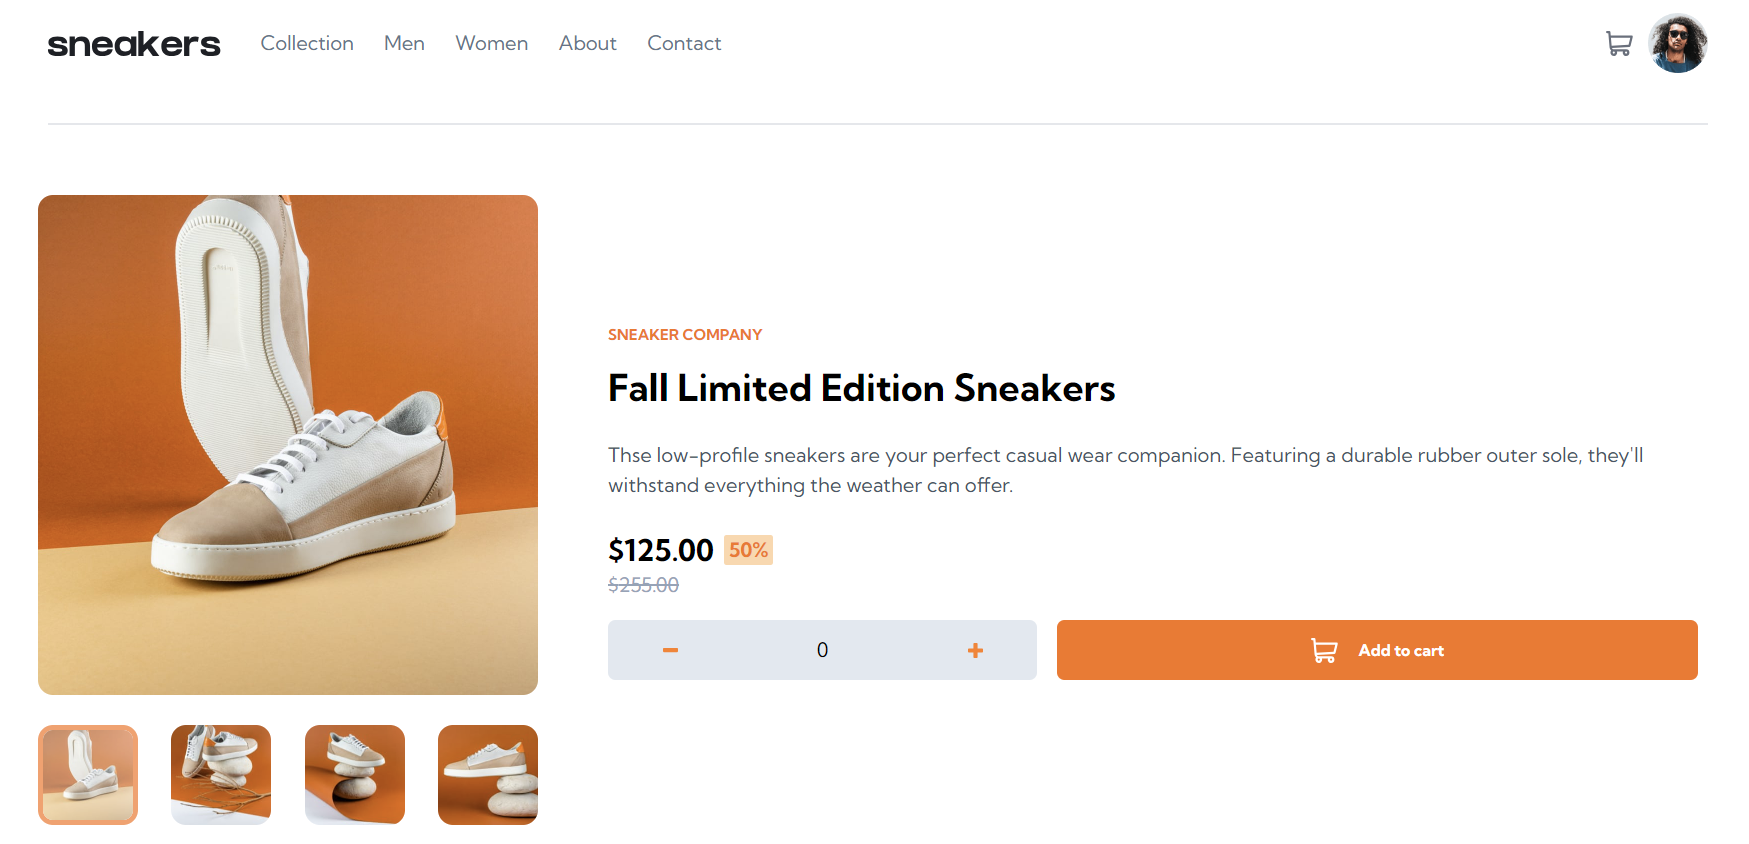 sneakers Collection Men Women About Contact
SNEAKER COMPANY
Fall Limited Edition Sneakers
Thse low-profile sneakers are your perfect casual wear companion. Featuring a durable rubber outer sole, they'll
withstand everything the weather can offer.
$125.00 50%
$255.00
0 Add to cart